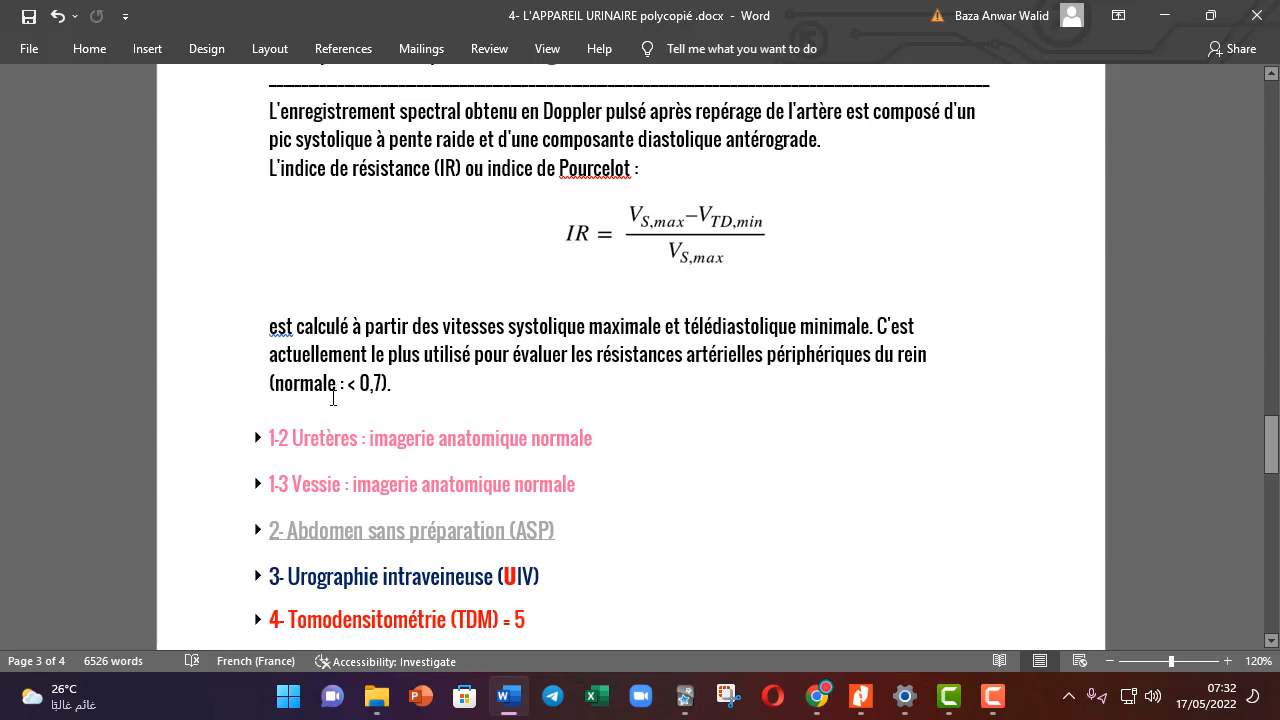 4- L'APPAREIL URINAIRE polycopié .docx - Word
Baza Anwar Walid
File Home Insert Design Layout References Mailings Review View Help Tell me what you want to do Share
L'enregistrement spectral obtenu en Doppler pulsé après repérage de l'artère est composé d'un
pic systolique à pente raide et d'une composante diastolique antérograde.
L'indice de résistance (IR) ou indice de Pourcelot :
IR = (V_{S,max}–V_{TD,min}) / V_{S,max}
est calculé à partir des vitesses systolique maximale et télédiastolique minimale. C'est
actuellement le plus utilisé pour évaluer les résistances artérielles périphériques du rein
(normale : < 0,7).
1-2 Uretères : imagerie anatomique normale
1-3 Vessie : imagerie anatomique normale
2- Abdomen sans préparation (ASP)
3- Urographie intraveineuse (UIV)
4- Tomodensitométrie (TDM) = 5
Page 3 of 4 6526 words French (France) Accessibility: Investigate 120%
26°C
غائم غالبًا
07:32
17/05/2022